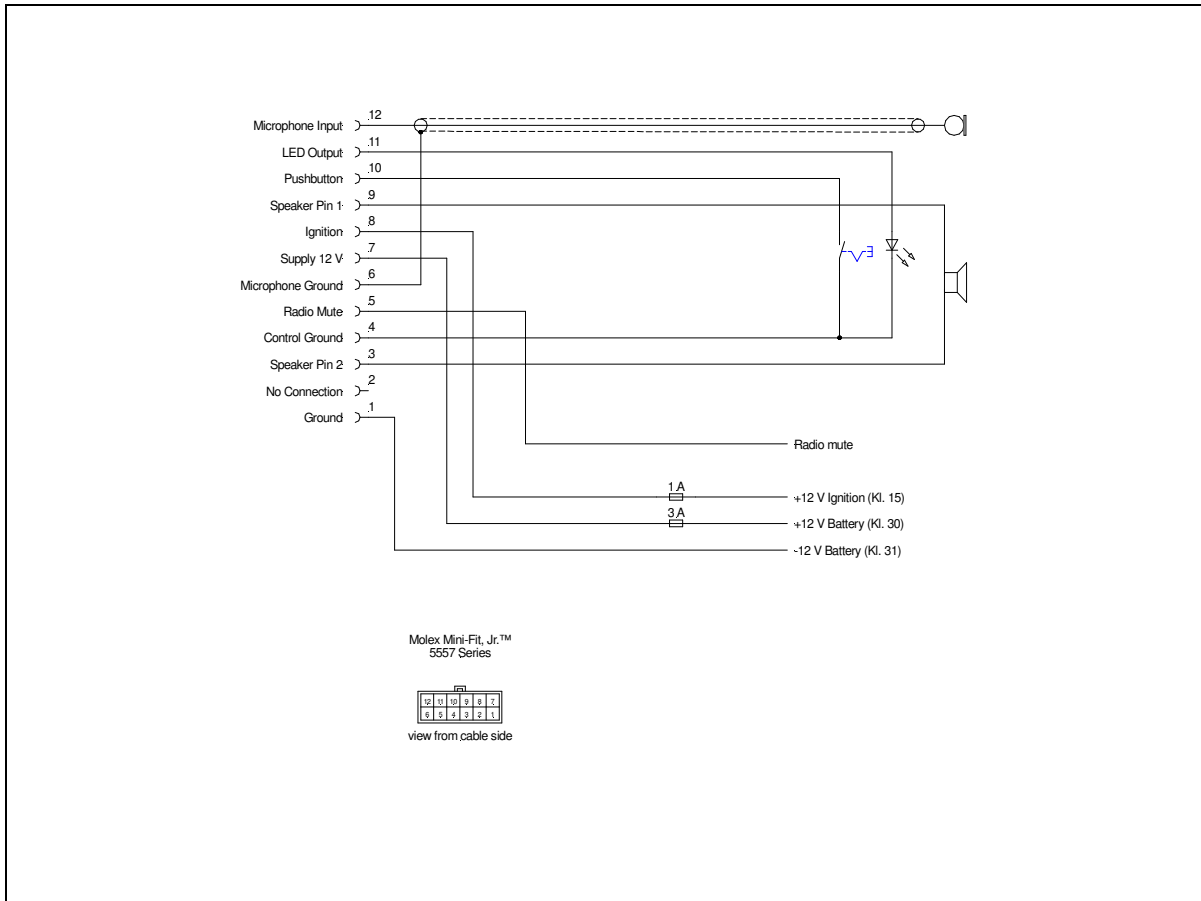 Microphone Input 12
LED Output 11
Pushbutton 10
Speaker Pin 1 9
Ignition 8
Supply 12 V 7
Microphone Ground 6
Radio Mute 5
Control Ground 4
Speaker Pin 2 3
No Connection 2
Ground 1
Radio mute
1 A
+12 V Ignition (Kl. 15)
3 A
+12 V Battery (Kl. 30)
-12 V Battery (Kl. 31)
Molex Mini-Fit, Jr.™
5557 Series
12 11 10 9 8 7
6 5 4 3 2 1
view from cable side